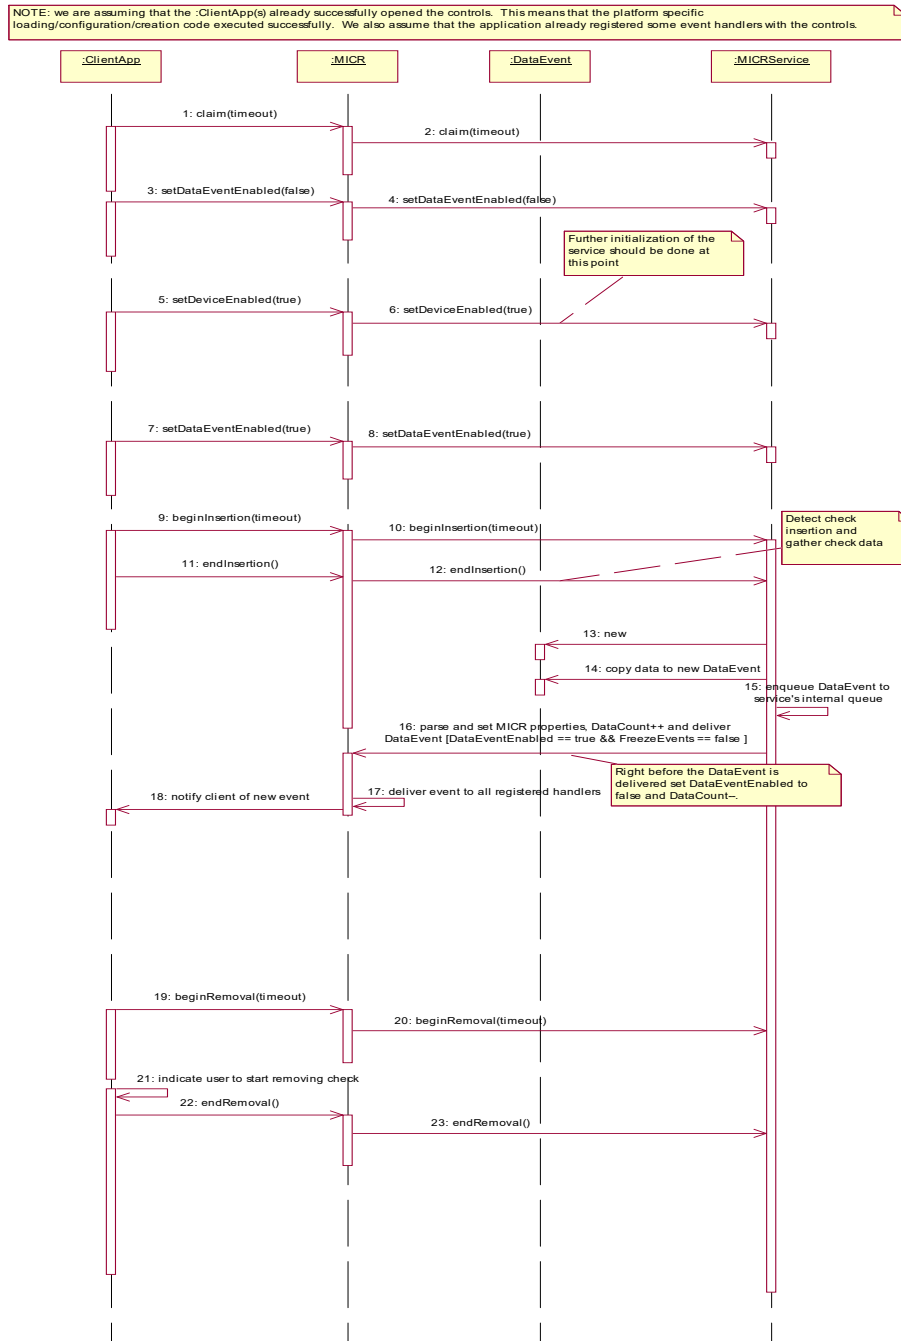 NOTE: we are assuming that the :ClientApp(s) already successfully opened the controls. This means that the platform specific
loading/configuration/creation code executed successfully. We also assume that the application already registered some event handlers with the controls.
:ClientApp
:MICR
:DataEvent
:MICRService
1: claim(timeout)
2: claim(timeout)
3: setDataEventEnabled(false)
4: setDataEventEnabled(false)
Further initialization of the
service should be done at
this point
5: setDeviceEnabled(true)
6: setDeviceEnabled(true)
7: setDataEventEnabled(true)
8: setDataEventEnabled(true)
9: beginInsertion(timeout)
10: beginInsertion(timeout)
Detect check
insertion and
gather check data
11: endInsertion()
12: endInsertion()
13: new
14: copy data to new DataEvent
15: enqueue DataEvent to
service's internal queue
16: parse and set MICR properties, DataCount++ and deliver
DataEvent [DataEventEnabled == true && FreezeEvents == false ]
Right before the DataEvent is
delivered set DataEventEnabled to
false and DataCount--.
17: deliver event to all registered handlers
18: notify client of new event
19: beginRemoval(timeout)
20: beginRemoval(timeout)
21: indicate user to start removing check
22: endRemoval()
23: endRemoval()